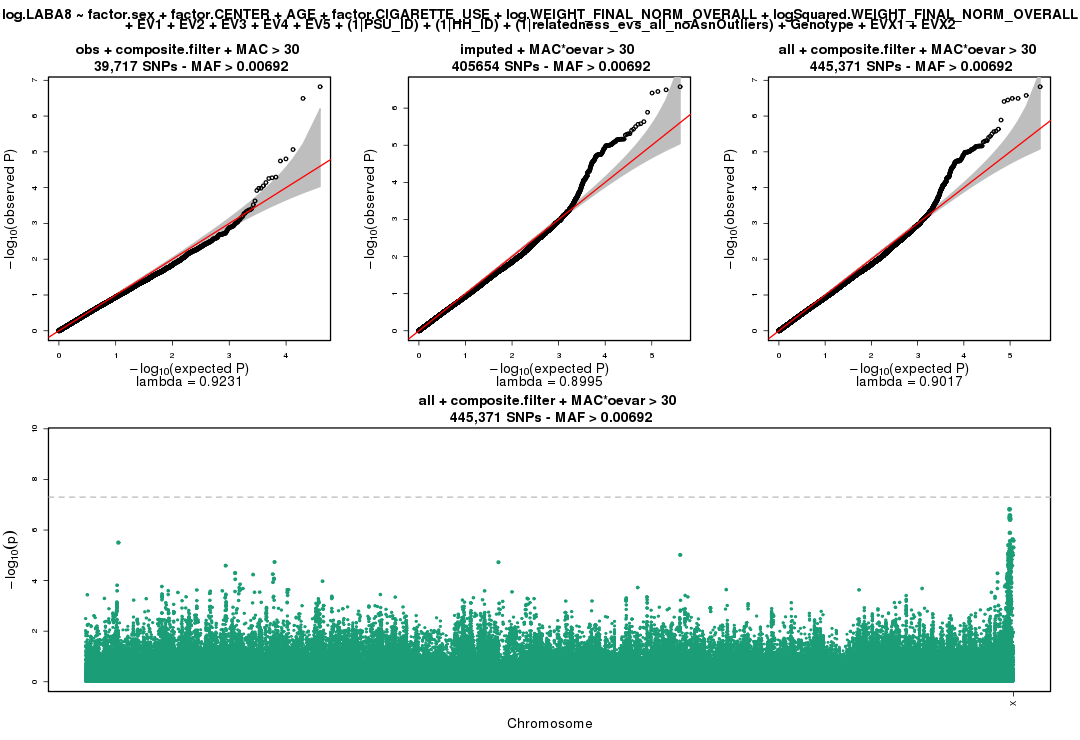 log.LABA8 ~ factor.sex + factor.CENTER + AGE + factor.CIGARETTE_USE + log.WEIGHT_FINAL_NORM_OVERALL + logSquared.WEIGHT_FINAL_NORM_OVERALL
+ EV1 + EV2 + EV3 + EV4 + EV5 + (1|PSU_ID) + (1|HH_ID) + (1|relatedness_evs_all_noAsnOutliers) + Genotype + EVX1 + EVX2
obs + composite.filter + MAC > 30
39,717 SNPs - MAF > 0.00692
−log10(observed P)
0 1 2 3 4 5 6 7
0 1 2 3 4
−log10(expected P)
lambda = 0.9231
imputed + MAC*oevar > 30
405654 SNPs - MAF > 0.00692
−log10(observed P)
0 1 2 3 4 5 6
0 1 2 3 4 5
−log10(expected P)
lambda = 0.8995
all + composite.filter + MAC*oevar > 30
445,371 SNPs - MAF > 0.00692
−log10(observed P)
0 1 2 3 4 5 6 7
0 1 2 3 4 5
−log10(expected P)
lambda = 0.9017
all + composite.filter + MAC*oevar > 30
445,371 SNPs - MAF > 0.00692
−log10(p)
0 2 4 6 8 10
X
Chromosome